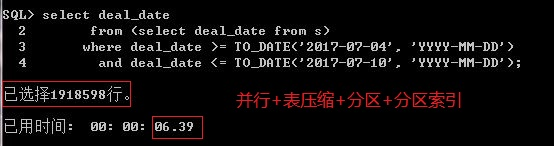 SQL> select deal_date
2 from (select deal_date from s)
3 where deal_date >= TO_DATE('2017-07-04', 'YYYY-MM-DD')
4 and deal_date <= TO_DATE('2017-07-10', 'YYYY-MM-DD');
已选择1918598行。
并行+表压缩+分区+分区索引
已用时间: 00: 00: 06.39